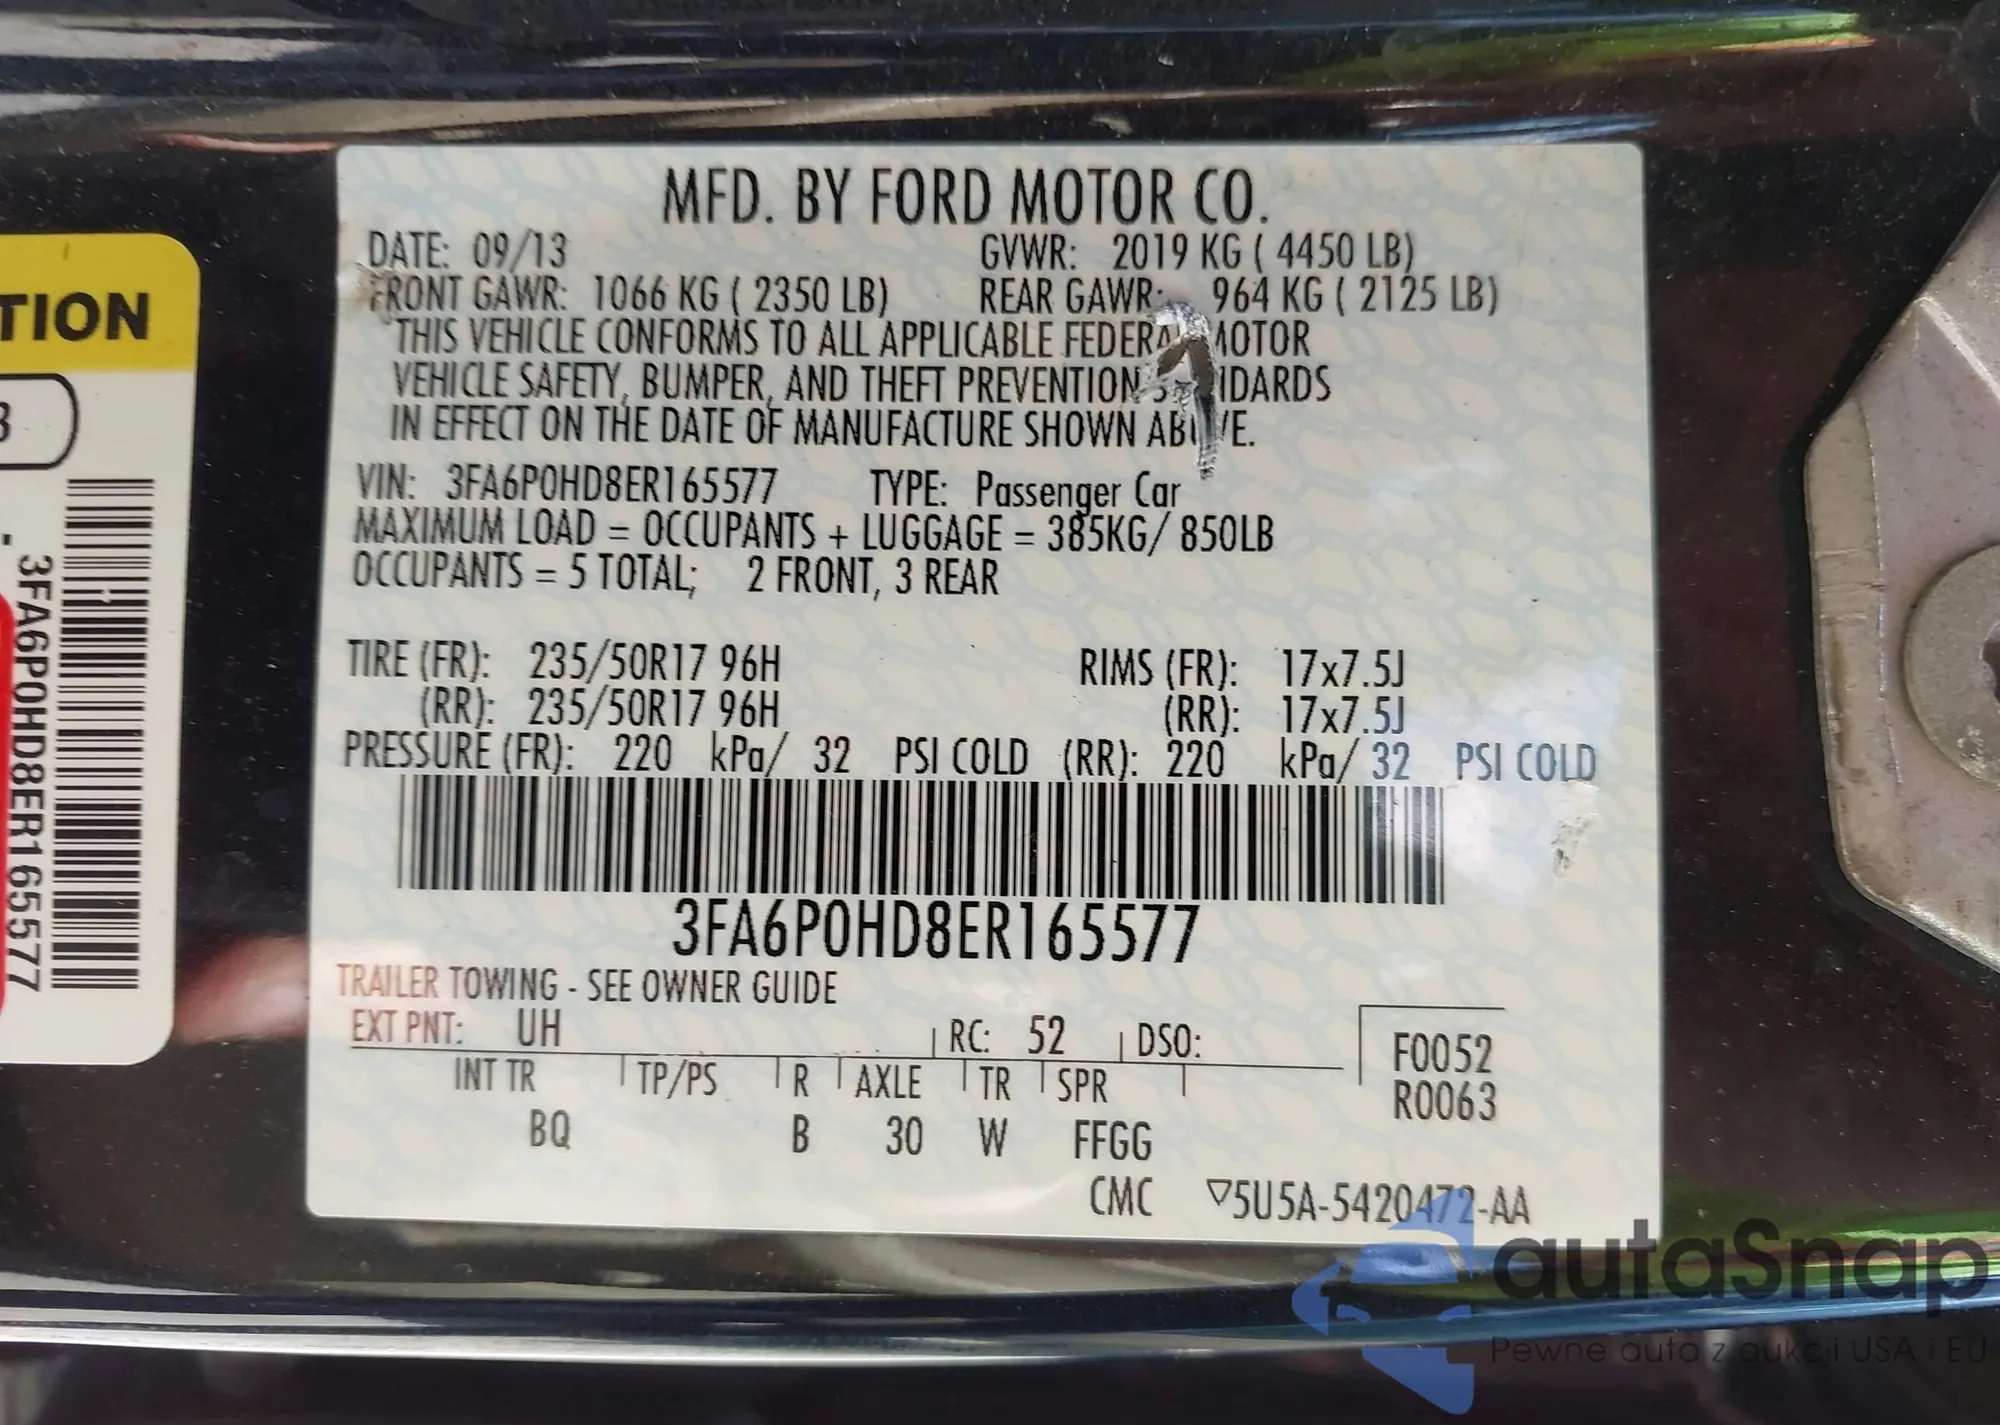 MFD. BY FORD MOTOR CO.
DATE: 09/13 GVWR: 2019 KG ( 4450 LB)
FRONT GAWR: 1066 KG ( 2350 LB) REAR GAWR: 964 KG ( 2125 LB)
THIS VEHICLE CONFORMS TO ALL APPLICABLE FEDERAL MOTOR
VEHICLE SAFETY, BUMPER, AND THEFT PREVENTION STANDARDS
IN EFFECT ON THE DATE OF MANUFACTURE SHOWN ABOVE.
VIN: 3FA6P0HD8ER165577 TYPE: Passenger Car
MAXIMUM LOAD = OCCUPANTS + LUGGAGE = 385KG/ 850LB
OCCUPANTS = 5 TOTAL; 2 FRONT, 3 REAR
TIRE (FR): 235/50R17 96H RIMS (FR): 17x7.5J
(RR): 235/50R17 96H (RR): 17x7.5J
PRESSURE (FR): 220 kPa/ 32 PSI COLD (RR): 220 kPa/ 32 PSI COLD
3FA6P0HD8ER165577
TRAILER TOWING - SEE OWNER GUIDE
EXT PNT: UH RC: 52 DSO:
F0052
R0063
INT TR TP/PS R AXLE TR SPR
BQ B 30 W FFGG
CMC ▽5U5A-5420472-AA
TION
3FA6P0HD8ER165577
autoSnap
Pewne auta z aukcji USA i EU